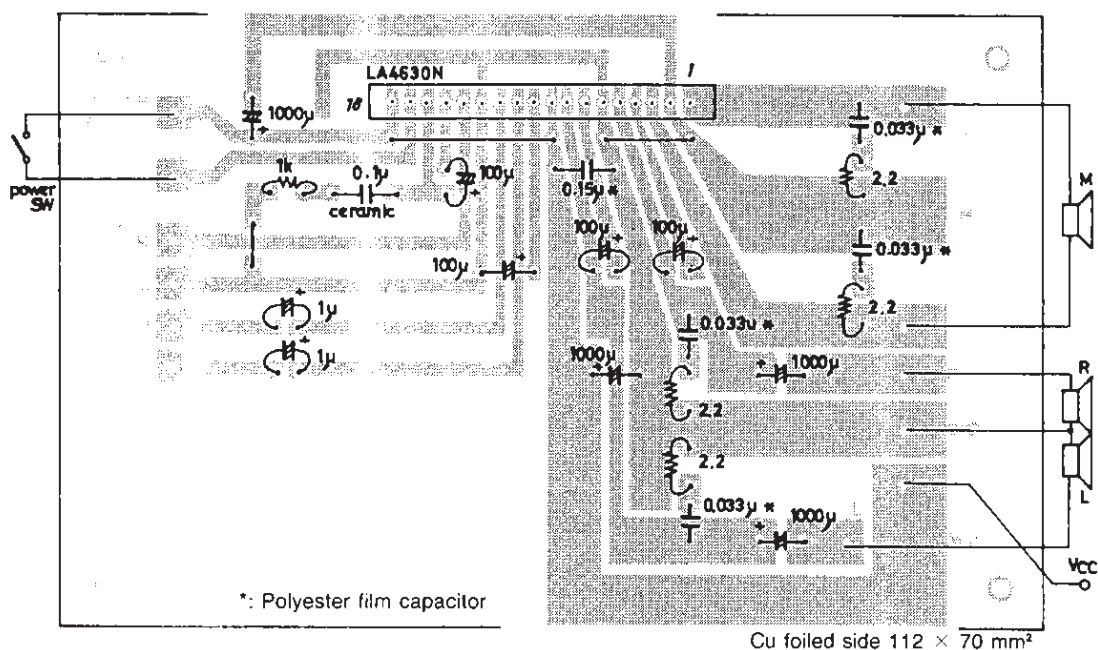 LA4630N
1
18
1000μ
+
0.033μ *
1k
0.1μ
ceramic
100μ
+
0.15μ *
2.2
M
power
SW
100μ
+
100μ
+
0.033μ *
100μ
+
+
1μ
2.2
0.033μ *
+
1μ
1000μ
+
1000μ
+
R
2.2
2.2
L
0.033μ *
+
1000μ
VCC
*: Polyester film capacitor
Cu foiled side 112 × 70 mm²